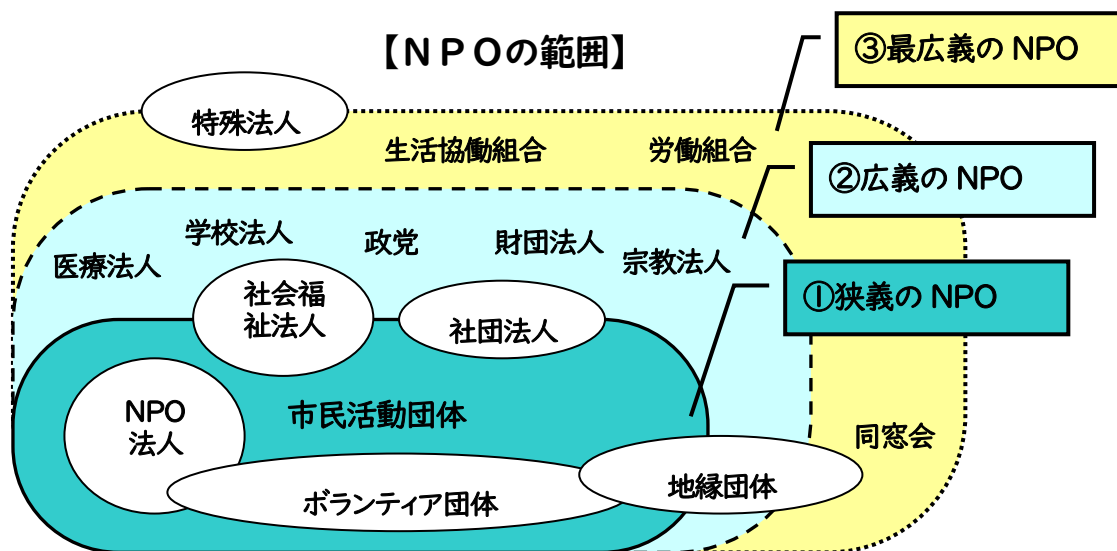 【NPOの範囲】
③最広義の NPO
特殊法人
生活協働組合
労働組合
②広義の NPO
学校法人
政党
財団法人
宗教法人
医療法人
社会福
祉法人
①狭義の NPO
社団法人
NPO
法人
市民活動団体
同窓会
ボランティア団体
地縁団体